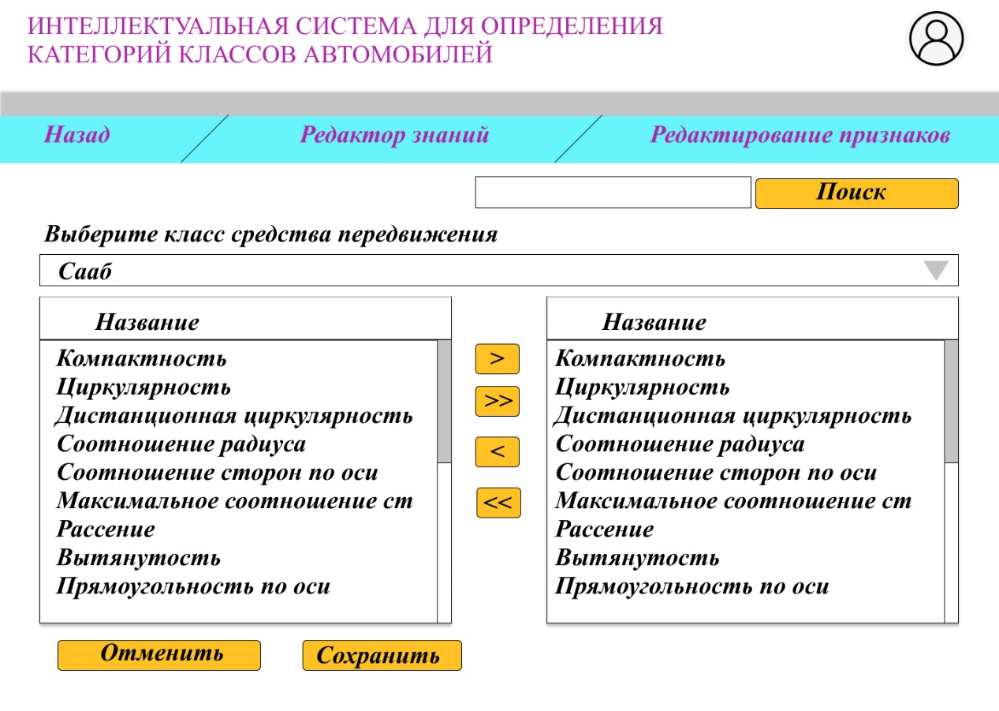 ИНТЕЛЛЕКТУАЛЬНАЯ СИСТЕМА ДЛЯ ОПРЕДЕЛЕНИЯ
КАТЕГОРИЙ КЛАССОВ АВТОМОБИЛЕЙ
Назад
Редактор знаний
Редактирование признаков
Поиск
Выберите класс средства передвижения
Сааб
Название
Компактность
Циркулярность
Дистанционная циркулярность
Соотношение радиуса
Соотношение сторон по оси
Максимальное соотношение ст
Рассение
Вытянутость
Прямоугольность по оси
>
>>
<
<<
Название
Компактность
Циркулярность
Дистанционная циркулярность
Соотношение радиуса
Соотношение сторон по оси
Максимальное соотношение ст
Рассение
Вытянутость
Прямоугольность по оси
Отменить
Сохранить